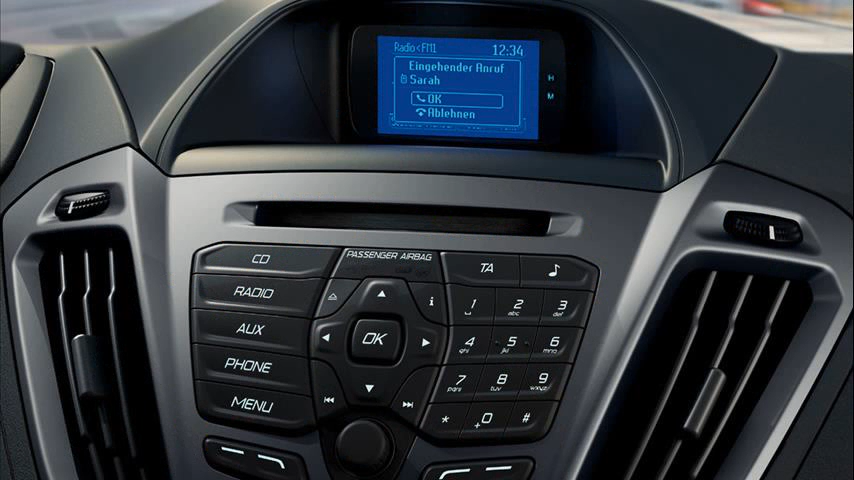 Radio<FM1 12:34
Eingehender Anruf
Sarah
OK
Ablehnen
H
M
CD
PASSENGER AIRBAG
TA
RADIO
i
1 2 abc 3 def
AUX
OK
4 ghi 5 jkl 6 mno
PHONE
7 pqrs 8 tuv 9 wxyz
MENU
* 0 + #